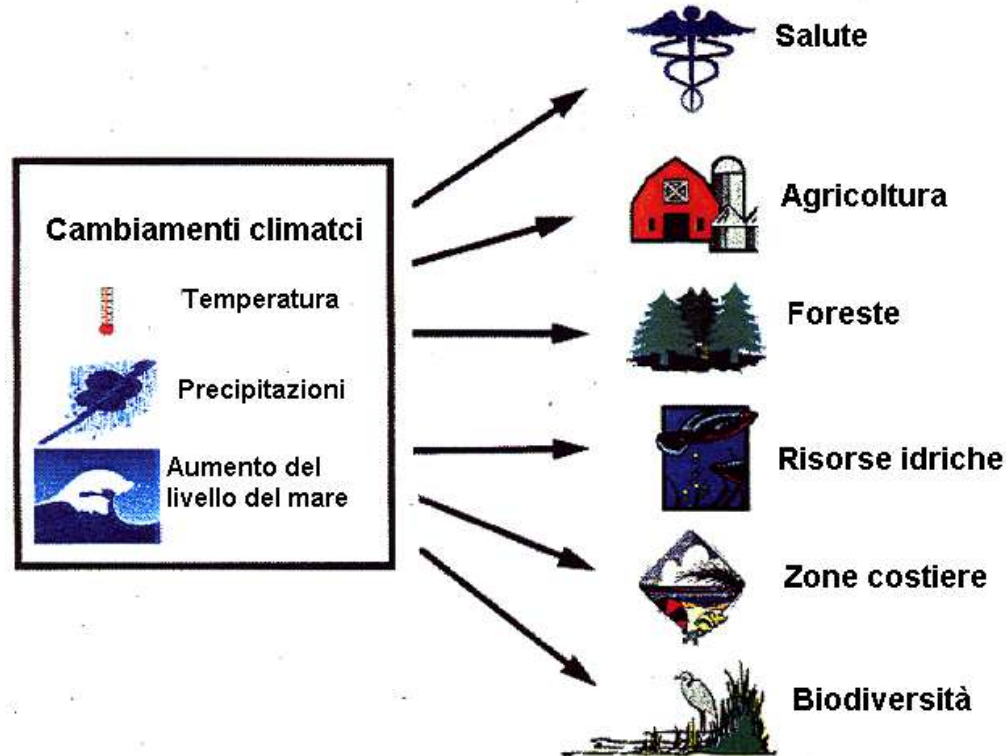 Cambiamenti climatci
Temperatura
Precipitazioni
Aumento del
livello del mare
Salute
Agricoltura
Foreste
Risorse idriche
Zone costiere
Biodiversità